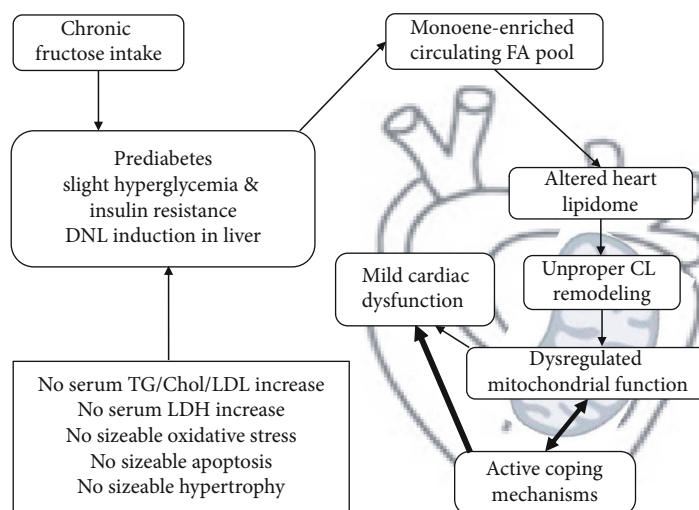 Chronic
fructose intake
Monoene-enriched
circulating FA pool
Prediabetes
slight hyperglycemia &
insulin resistance
DNL induction in liver
Altered heart
lipidome
Mild cardiac
dysfunction
Unproper CL
remodeling
Dysregulated
mitochondrial function
No serum TG/Chol/LDL increase
No serum LDH increase
No sizeable oxidative stress
No sizeable apoptosis
No sizeable hypertrophy
Active coping
mechanisms